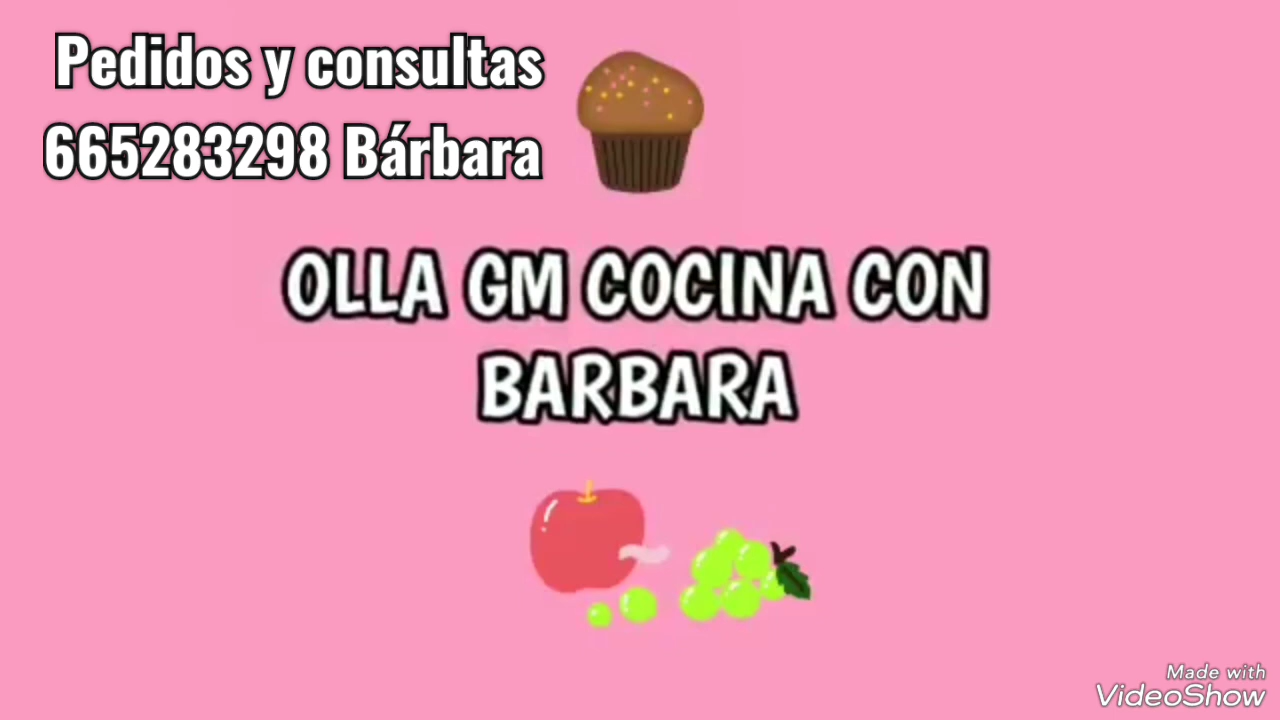 Pedidos y consultas
665283298 Bárbara
OLLA GM COCINA CON
BARBARA
Made with
VideoShow